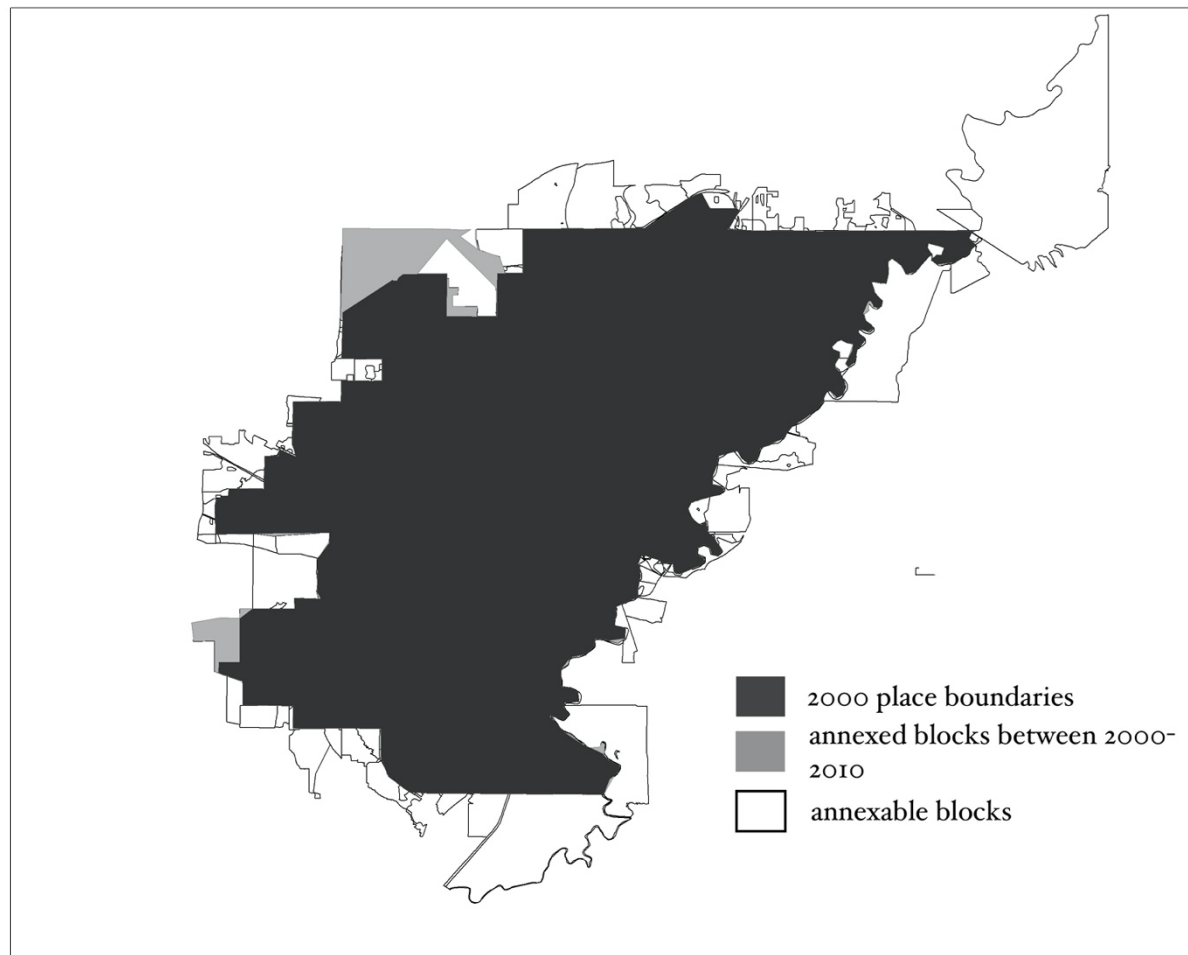 2000 place boundaries
annexed blocks between 2000-
2010
annexable blocks